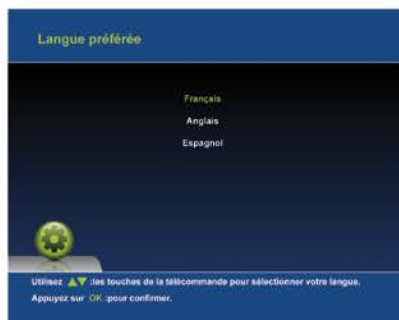 Langue préférée
Français
Anglais
Espagnol
Utilisez ▲▼ :les touches de la télécommande pour sélectionner votre langue.
Appuyez sur OK :pour confirmer.